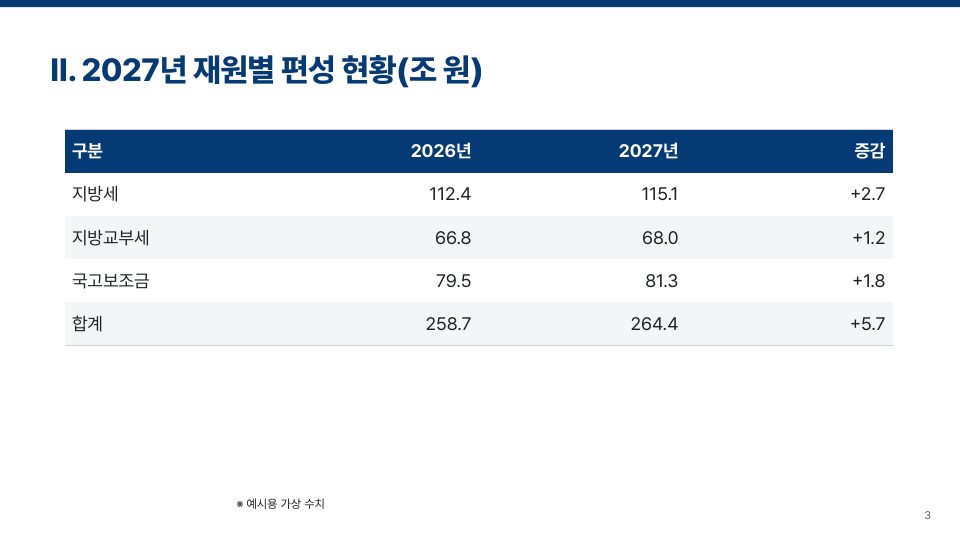 II. 2027년 재원별 편성 현황(조 원)
구분 2026년 2027년 증감
지방세 112.4 115.1 +2.7
지방교부세 66.8 68.0 +1.2
국고보조금 79.5 81.3 +1.8
합계 258.7 264.4 +5.7
※ 예시용 가상 수치
3